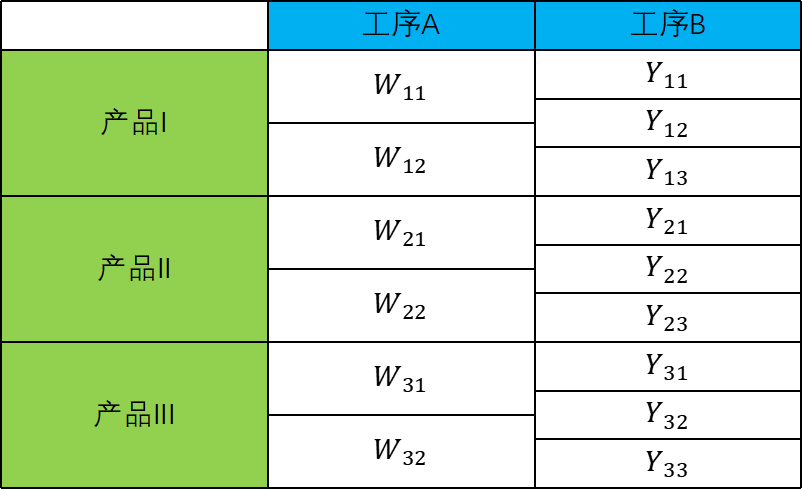 工序A 工序B
产品I W₁₁ Y₁₁
Y₁₂
W₁₂ Y₁₃
产品II W₂₁ Y₂₁
Y₂₂
W₂₂ Y₂₃
产品III W₃₁ Y₃₁
Y₃₂
W₃₂ Y₃₃